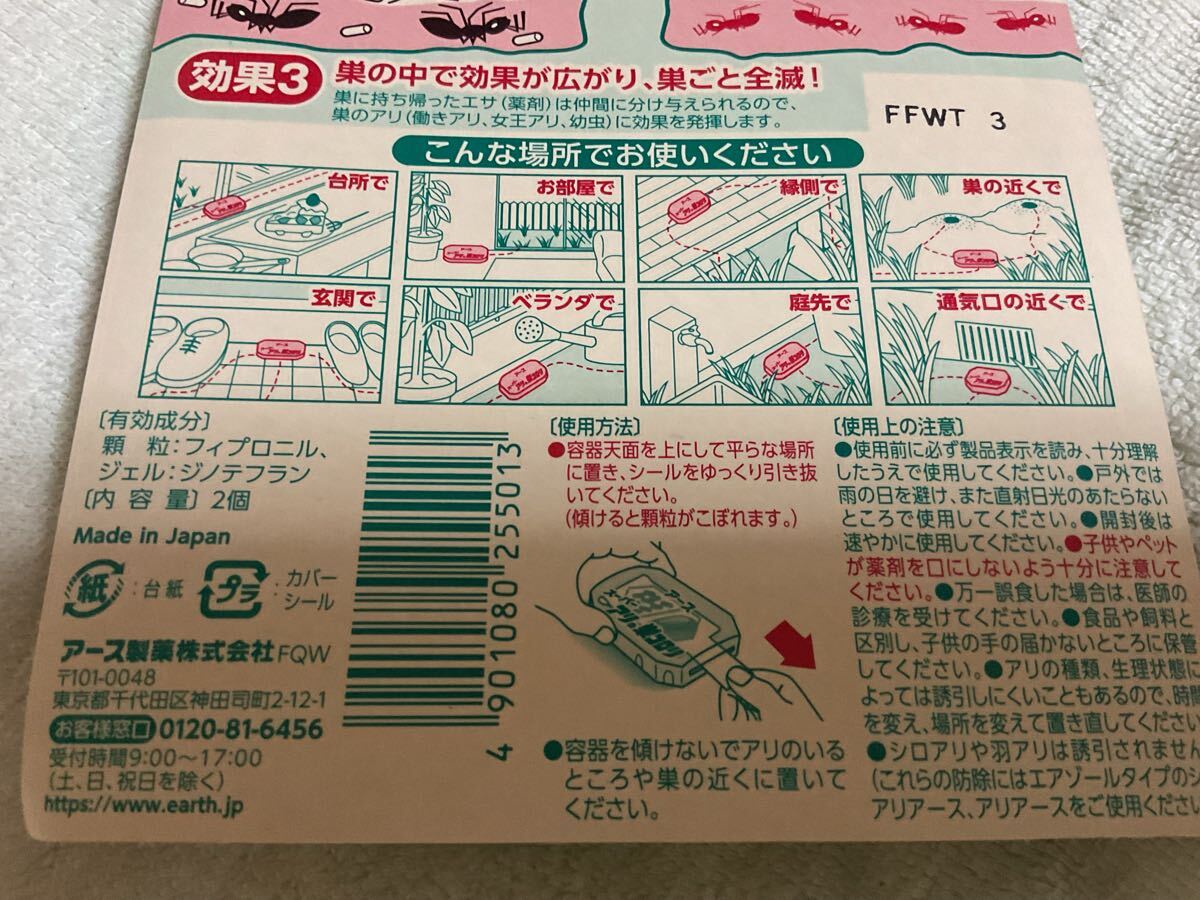 効果3 巣の中で効果が広がり、巣ごと全滅!
巣に持ち帰ったエサ(薬剤)は仲間に分け与えられるので、
巣のアリ(働きアリ、女王アリ、幼虫)に効果を発揮します。
FFWT 3
こんな場所でお使いください
台所で
お部屋で
縁側で
巣の近くで
玄関で
ベランダで
庭先で
通気口の近くで
〔有効成分〕
顆 粒:フィプロニル、
ジェル:ジノテフラン
〔内 容 量〕2個
Made in Japan
紙 :台紙
プラ :カバー
シール
アース製薬株式会社 FQW
〒101-0048
東京都千代田区神田司町2-12-1
お客様窓口 0120-81-6456
受付時間9:00〜17:00
(土、日、祝日を除く)
https://www.earth.jp
4 901080 255013
〔使用方法〕
●容器天面を上にして平らな場所
に置き、シールをゆっくり引き抜
いてください。
(傾けると顆粒がこぼれます。)
アース
スーパー
アリの巣コロリ
●容器を傾けないでアリのいる
ところや巣の近くに置いて
ください。
〔使用上の注意〕
●使用前に必ず製品表示を読み、十分理解
したうえで使用してください。●戸外では
雨の日を避け、また直射日光のあたらない
ところで使用してください。●開封後は
速やかに使用してください。●子供やペット
が薬剤を口にしないよう十分に注意して
ください。●万一誤食した場合は、医師の
診療を受けてください。●食品や飼料と
区別し、子供の手の届かないところに保管
してください。●アリの種類、生理状態に
よっては誘引しにくいこともあるので、時間
を変え、場所を変えて置き直してください
●シロアリや羽アリは誘引されません
(これらの防除にはエアゾールタイプのシ
アリアース、アリアースをご使用ください